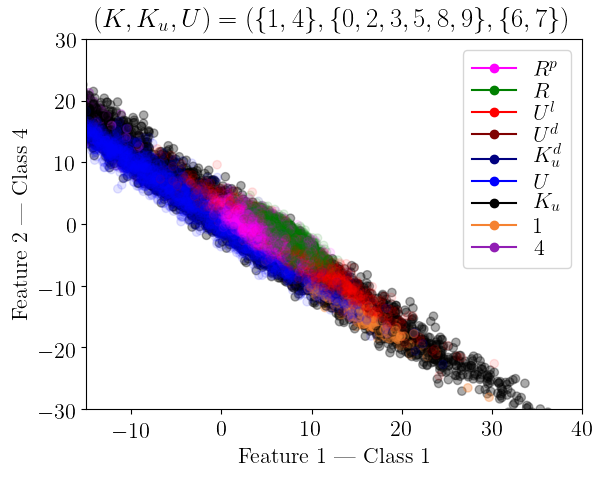 (K, K_u, U) = ({1, 4}, {0, 2, 3, 5, 8, 9}, {6, 7})
30
20
10
0
−10
−20
−30
Feature 2 — Class 4
R^p
R
U^l
U^d
K_u^d
U
K_u
1
4
−10
0
10
20
30
40
Feature 1 — Class 1